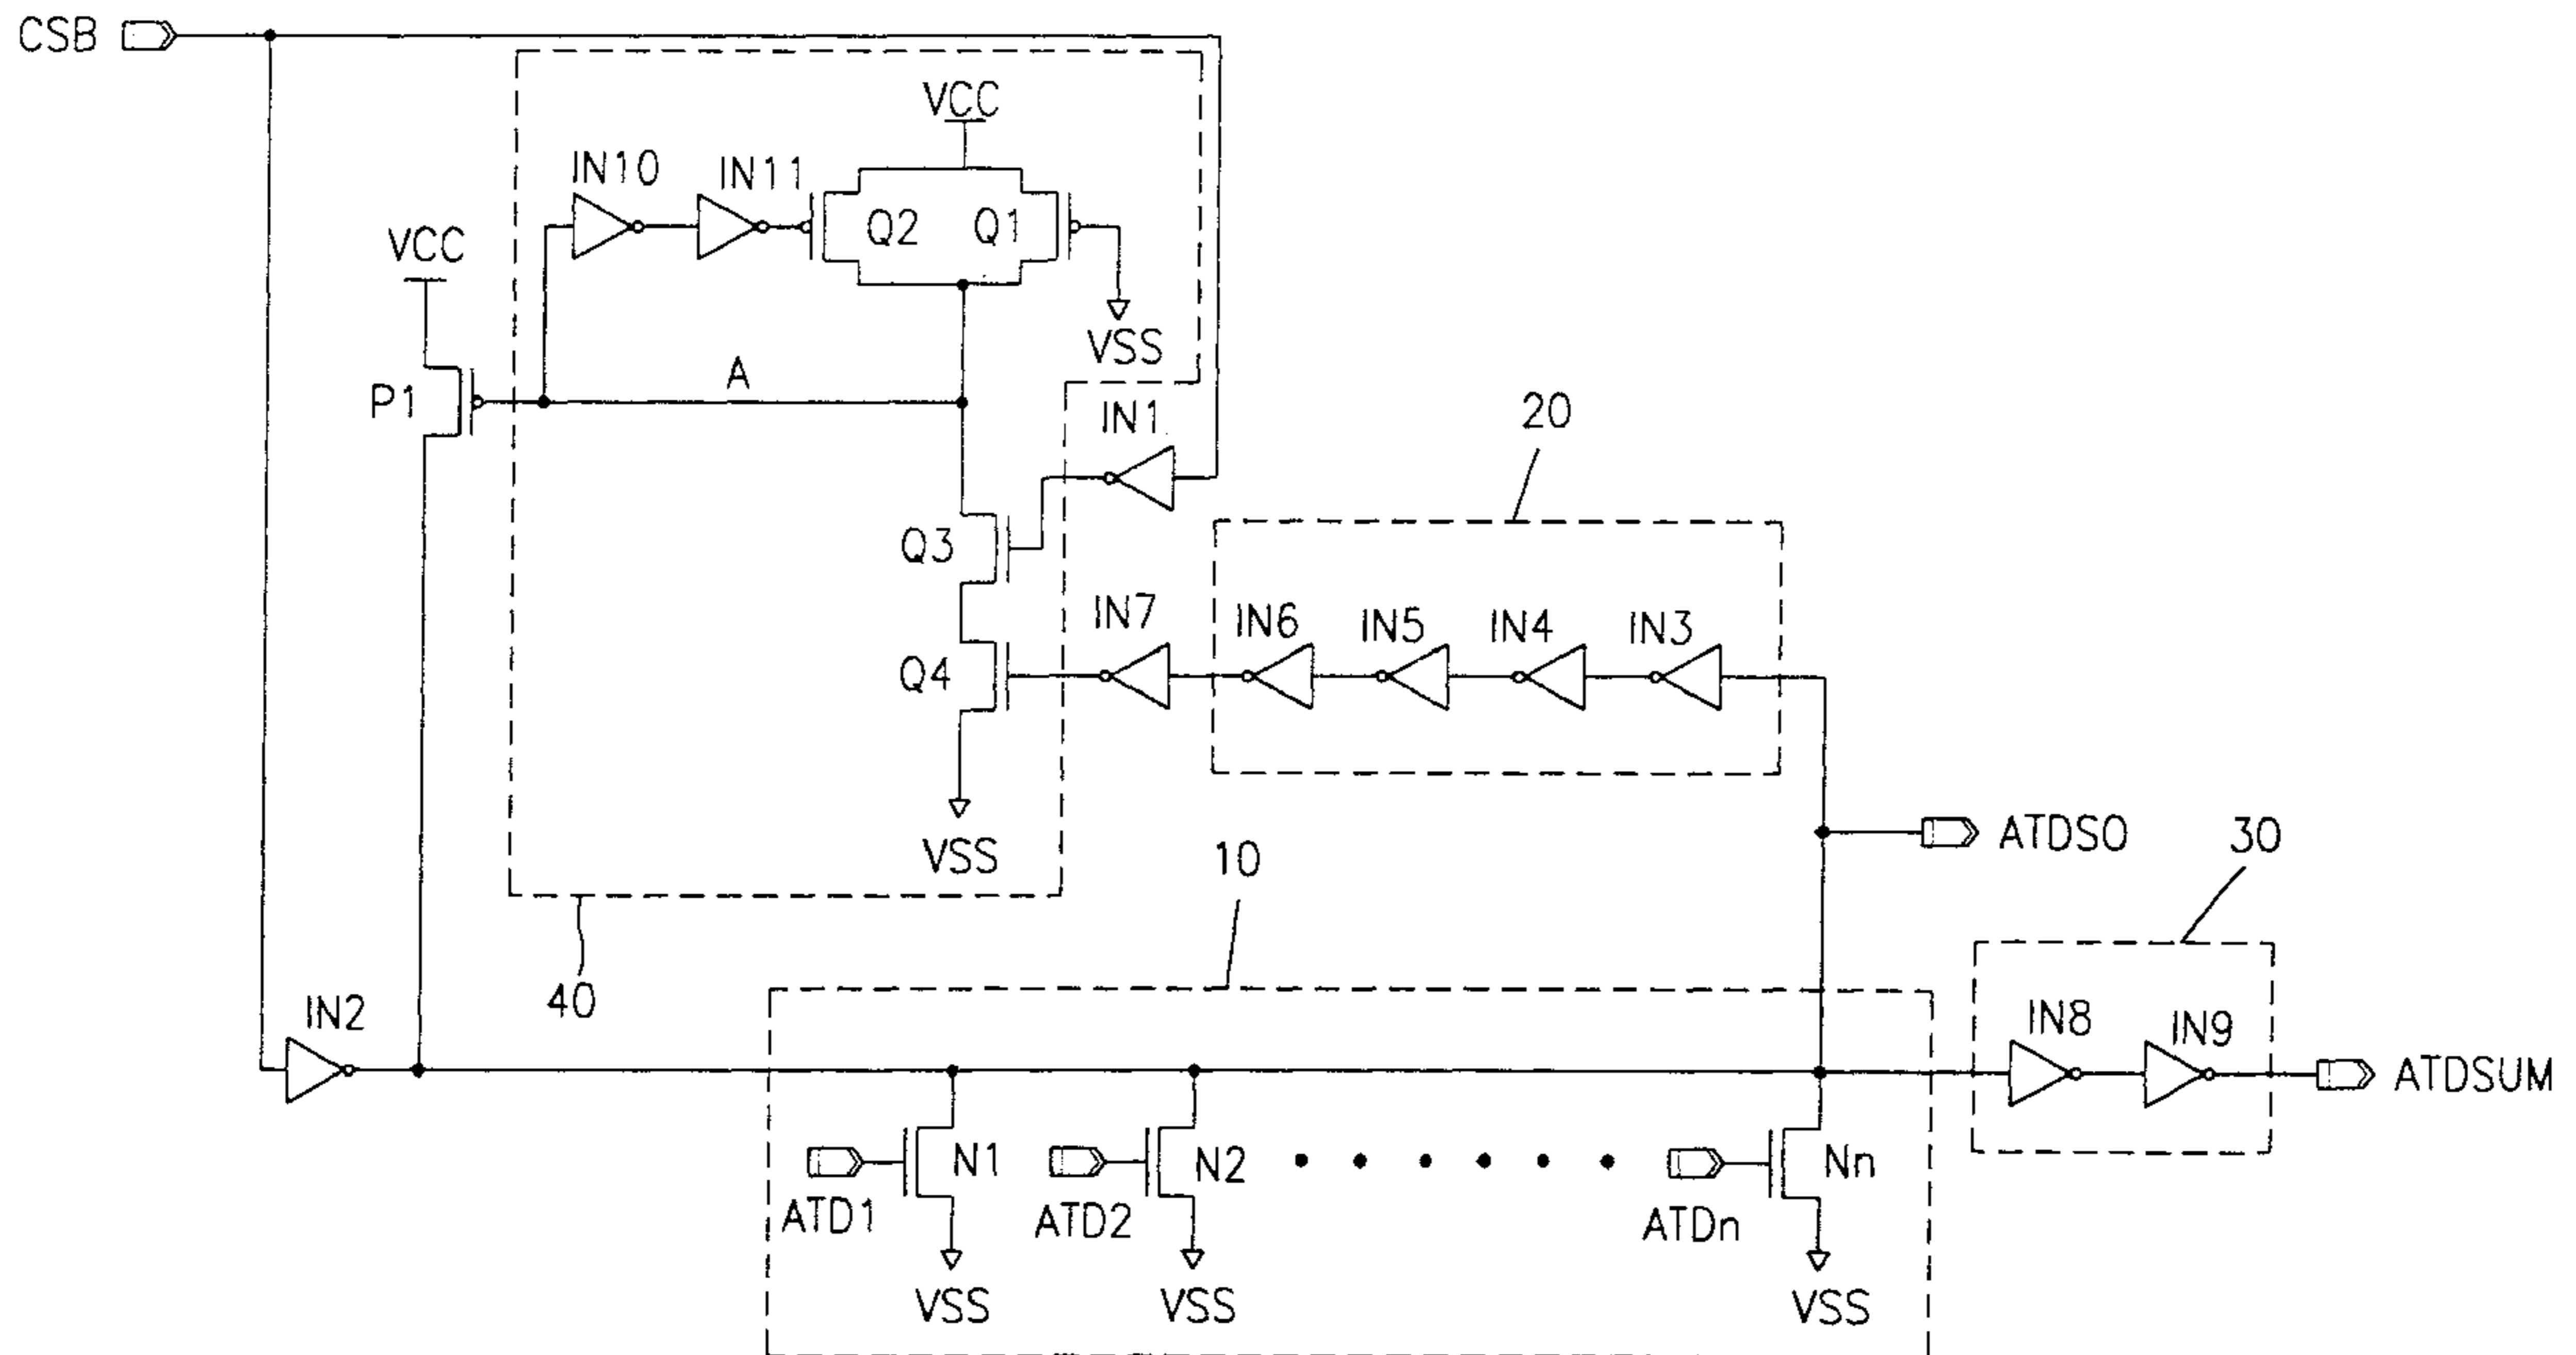 CSB
VCC
IN10
IN11
Q2
Q1
VCC
VSS
A
P1
IN1
20
Q3
IN7
IN6
IN5
IN4
IN3
Q4
VSS
ATDSO
10
30
40
IN2
IN8
IN9
ATDSUM
N1
N2
Nn
ATD1
ATD2
ATDn
VSS
VSS
VSS